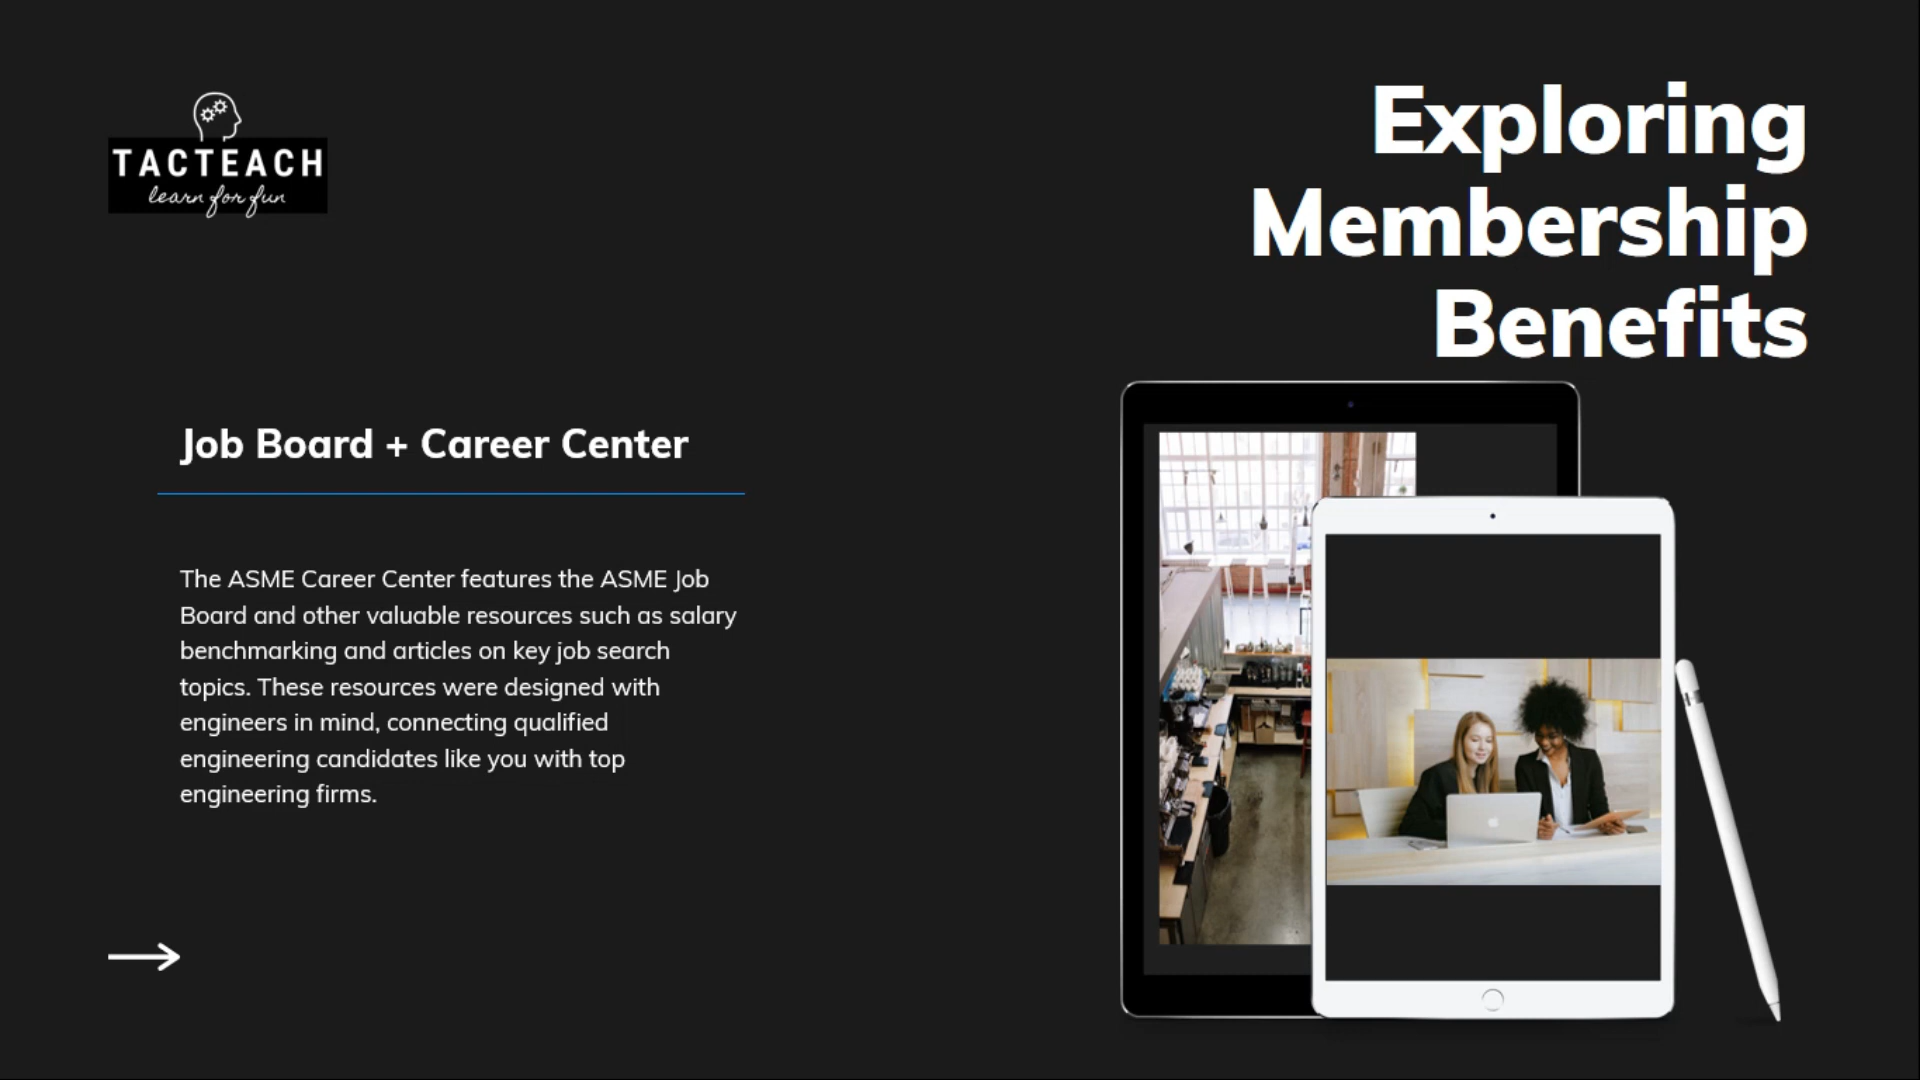 TACTEACH
learn for fun
Exploring
Membership
Benefits
Job Board + Career Center
The ASME Career Center features the ASME Job
Board and other valuable resources such as salary
benchmarking and articles on key job search
topics. These resources were designed with
engineers in mind, connecting qualified
engineering candidates like you with top
engineering firms.